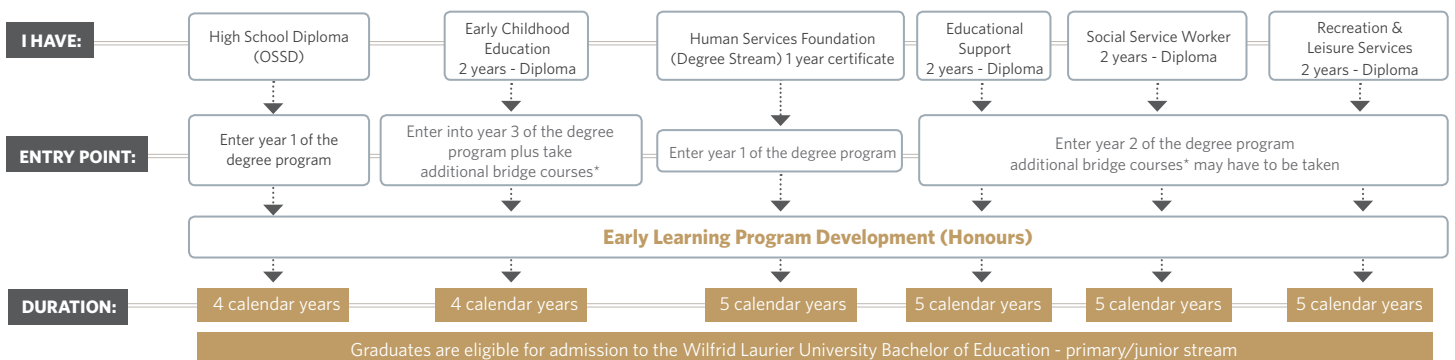 I HAVE:
High School Diploma
(OSSD)
Early Childhood
Education
2 years - Diploma
Human Services Foundation
(Degree Stream) 1 year certificate
Educational
Support
2 years - Diploma
Social Service Worker
2 years - Diploma
Recreation &
Leisure Services
2 years - Diploma
ENTRY POINT:
Enter year 1 of the
degree program
Enter into year 3 of the degree
program plus take
additional bridge courses*
Enter year 1 of the degree program
Enter year 2 of the degree program
additional bridge courses* may have to be taken
Early Learning Program Development (Honours)
DURATION:
4 calendar years
4 calendar years
5 calendar years
5 calendar years
5 calendar years
5 calendar years
Graduates are eligible for admission to the Wilfrid Laurier University Bachelor of Education - primary/junior stream